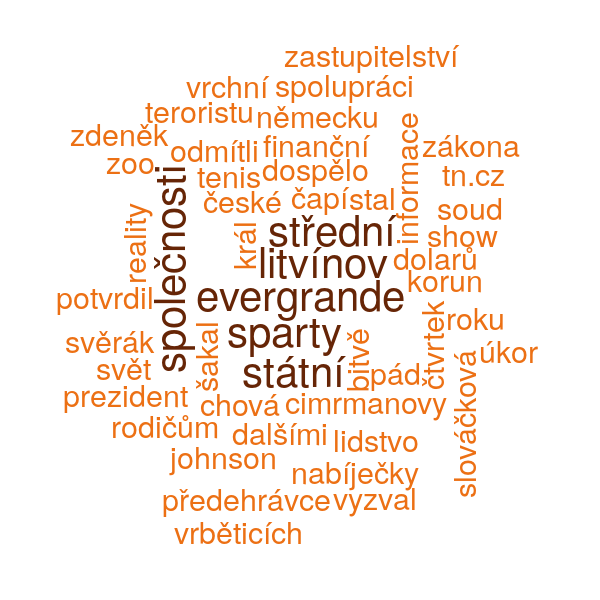 zastupitelství
vrchní spolupráci
teroristu německu
zdeněk odmítli finanční informace zákona
zoo tenis dospělo tn.cz
společnosti české čapí stal soud
reality král střední show
litvínov dolarů
potvrdil evergrande korun
svěrák šakal sparty bitvě čtvrtek roku
svět státní pád slováčková úkor
prezident chová cimrmanovy
rodičům dalšími lidstvo
johnson nabíječky
předehrávce vyzval
vrběticích